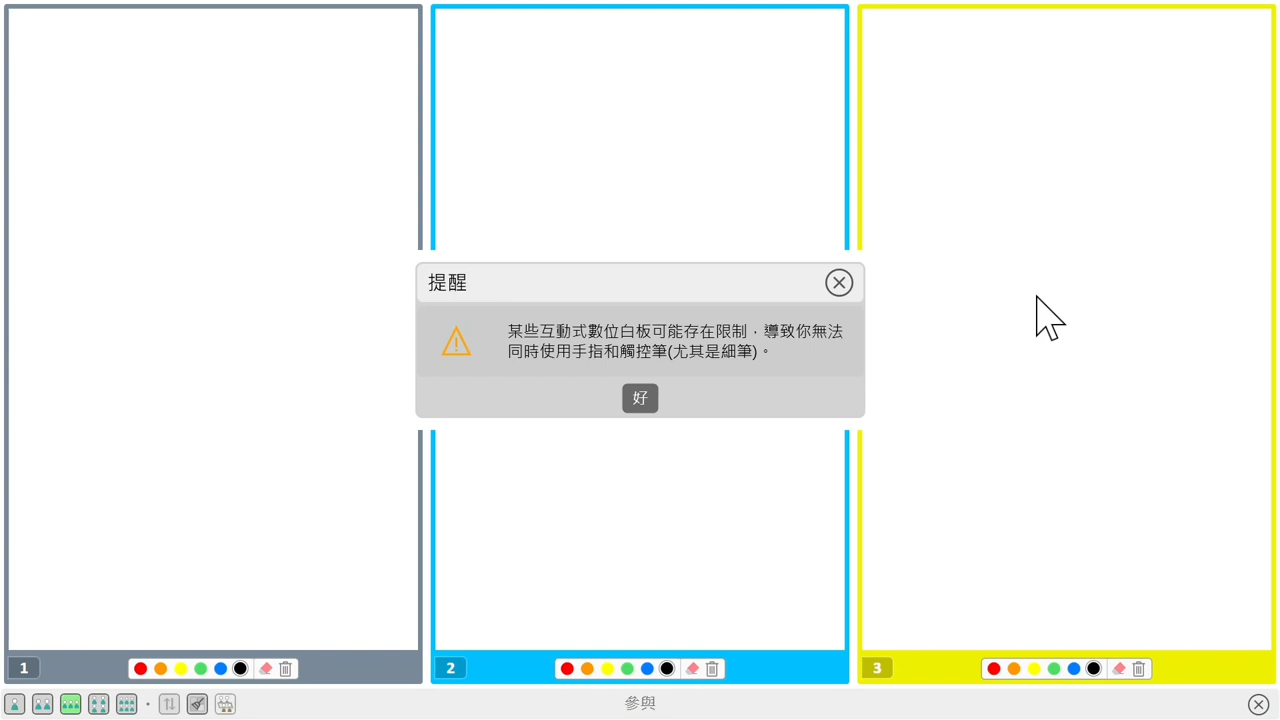 提醒
某些互動式數位白板可能存在限制，導致你無法
同時使用手指和觸控筆(尤其是細筆)。
好
1
2
3
參與